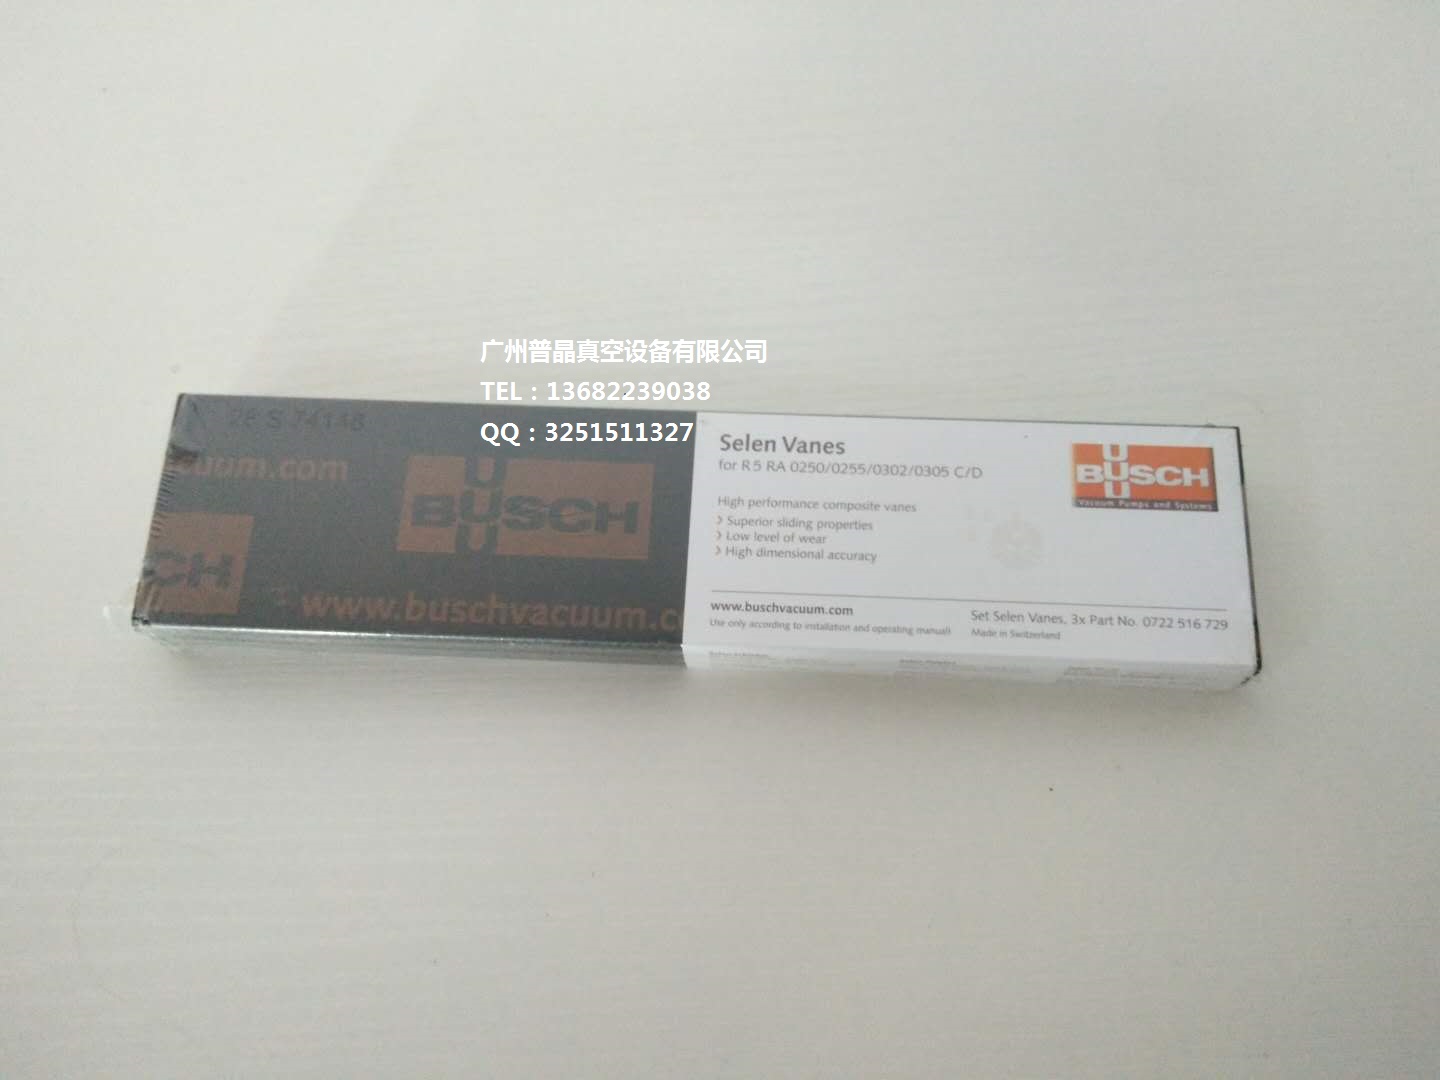 广州普晶真空设备有限公司
TEL：13682239038
QQ：3251511327
26 S 74148
vacuum.com
BUSCH
CH
www.buschvacuum.c
Selen Vanes
for R 5 RA 0250/0255/0302/0305 C/D
High performance composite vanes
› Superior sliding properties
› Low level of wear
› High dimensional accuracy
U
BUSCH
U
Vacuum Pumps and Systems
www.buschvacuum.com
Use only according to installation and operating manual!
Set Selen Vanes, 3x Part No. 0722 516 729
Made in Switzerland